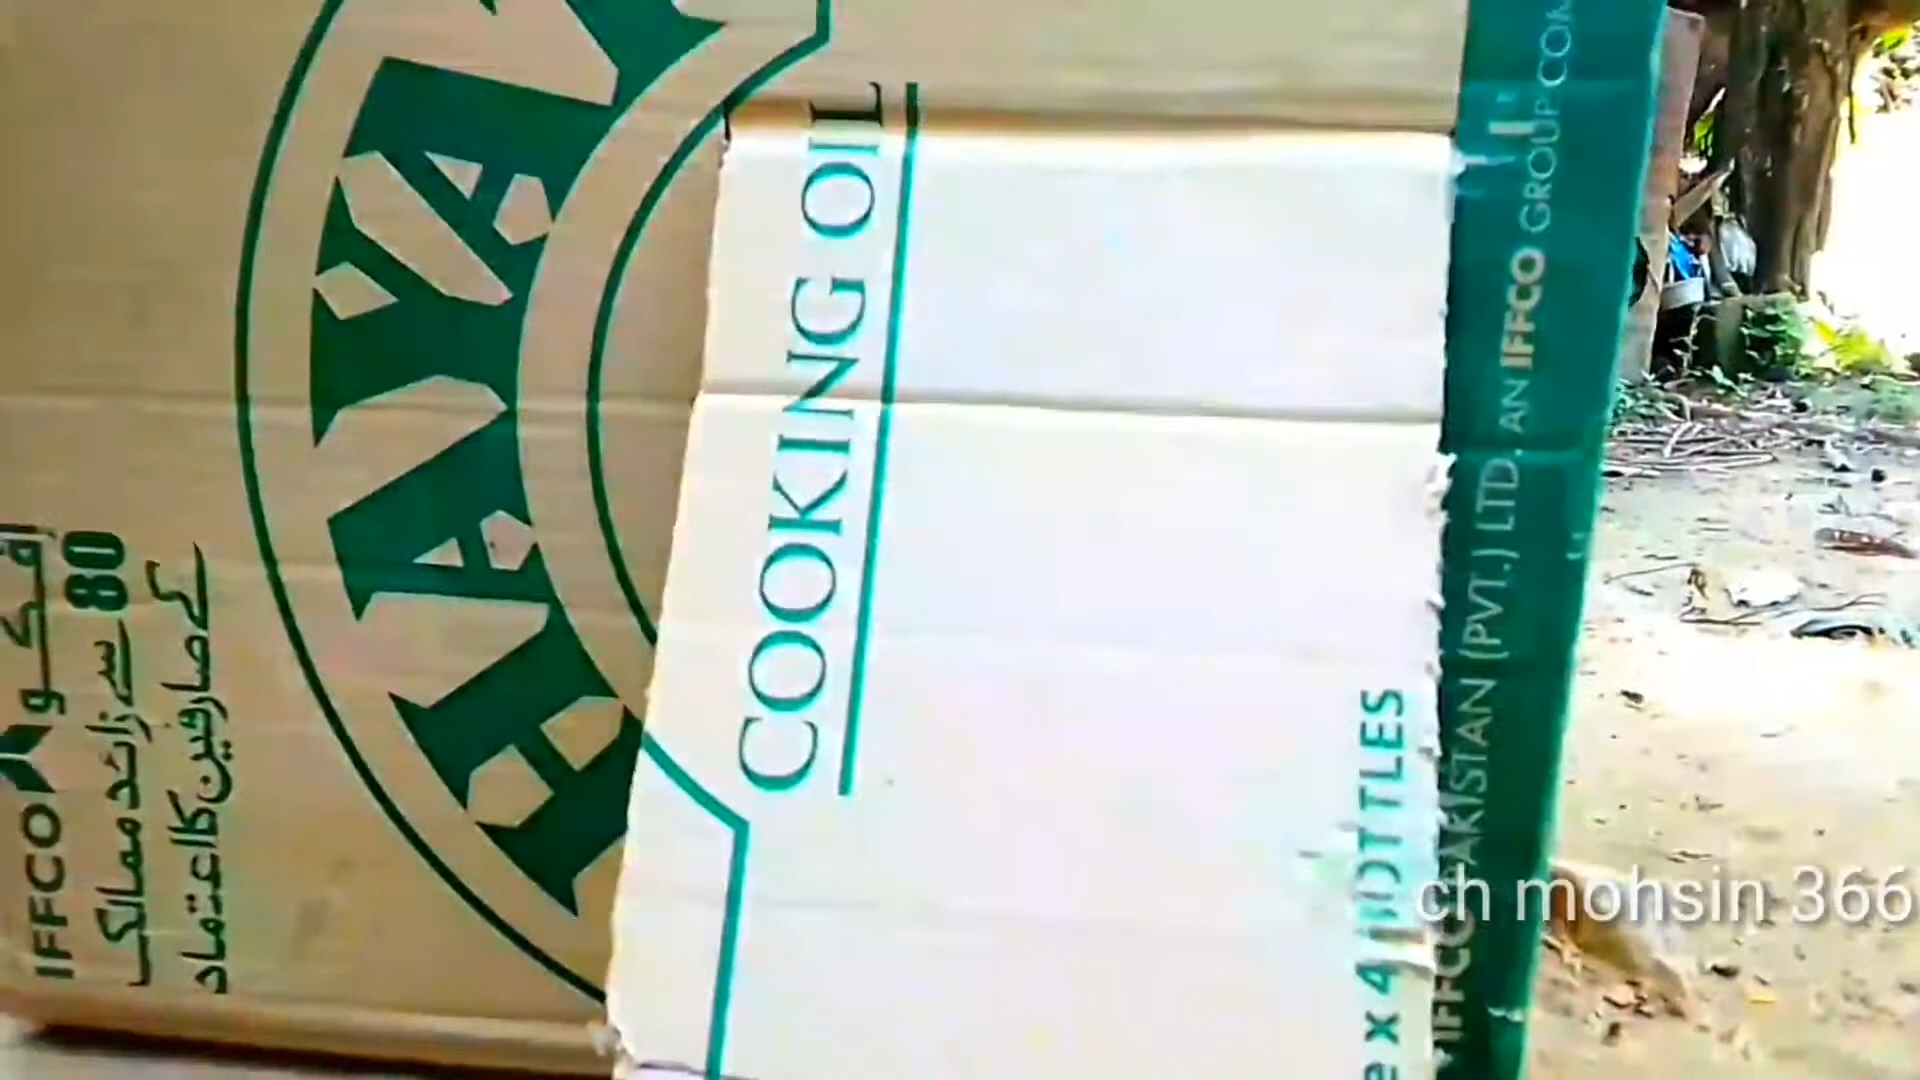 HAYA
COOKING OIL
e x 4 BOTTLES
IFFCO PAKISTAN (PVT.) LTD. AN IFFCO GROUP COM
IFFCO افکو
80 سے زائد ممالک
کے صارفین کا اعتماد
ch mohsin 366